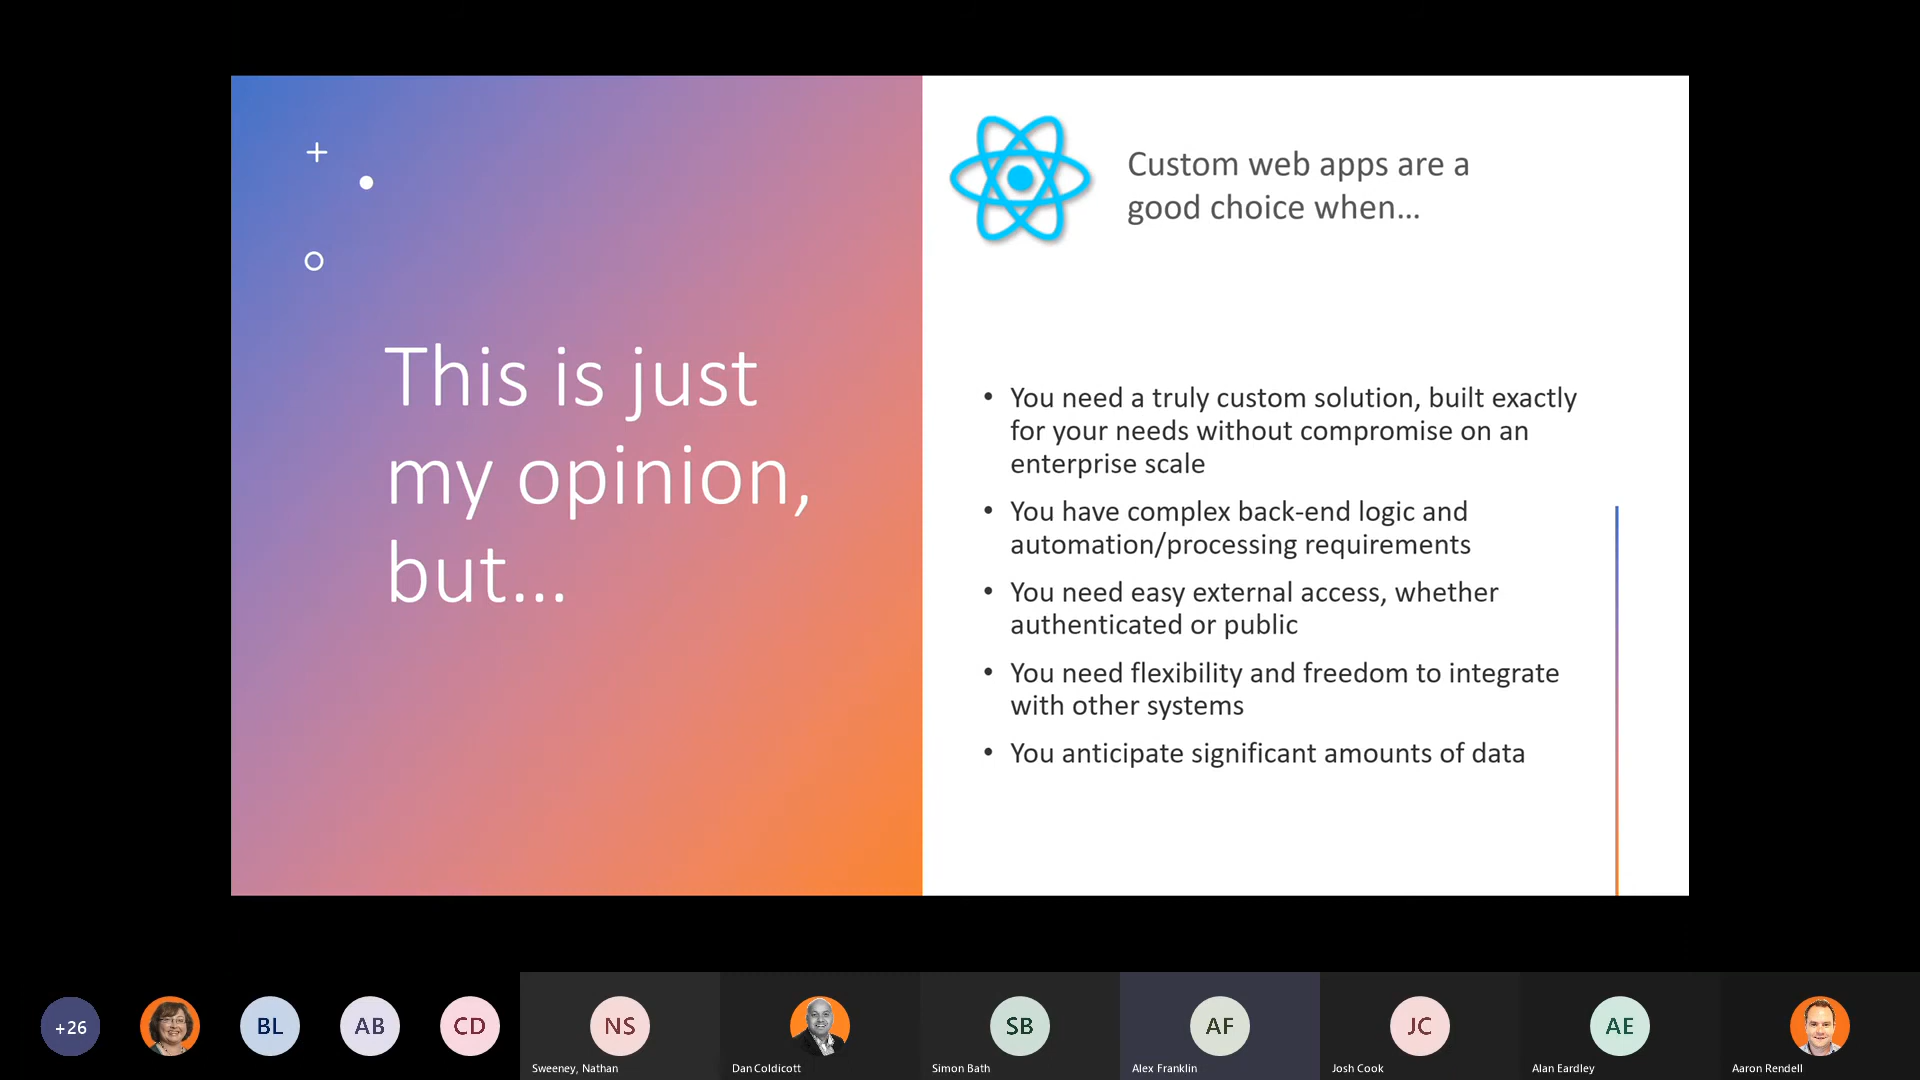 This is just
my opinion,
but...
Custom web apps are a
good choice when...
• You need a truly custom solution, built exactly
for your needs without compromise on an
enterprise scale
• You have complex back-end logic and
automation/processing requirements
• You need easy external access, whether
authenticated or public
• You need flexibility and freedom to integrate
with other systems
• You anticipate significant amounts of data
+26
BL
AB
CD
NS
Sweeney, Nathan
Dan Coldicott
SB
Simon Bath
AF
Alex Franklin
JC
Josh Cook
AE
Alan Eardley
Aaron Rendell